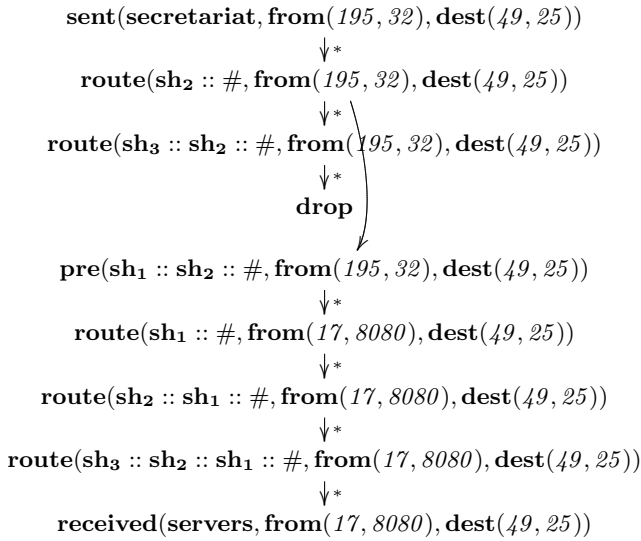 sent(secretariat, from(195, 32), dest(49, 25))
*
route(sh2 :: #, from(195, 32), dest(49, 25))
*
route(sh3 :: sh2 :: #, from(195, 32), dest(49, 25))
*
drop
pre(sh1 :: sh2 :: #, from(195, 32), dest(49, 25))
*
route(sh1 :: #, from(17, 8080), dest(49, 25))
*
route(sh2 :: sh1 :: #, from(17, 8080), dest(49, 25))
*
route(sh3 :: sh2 :: sh1 :: #, from(17, 8080), dest(49, 25))
*
received(servers, from(17, 8080), dest(49, 25))